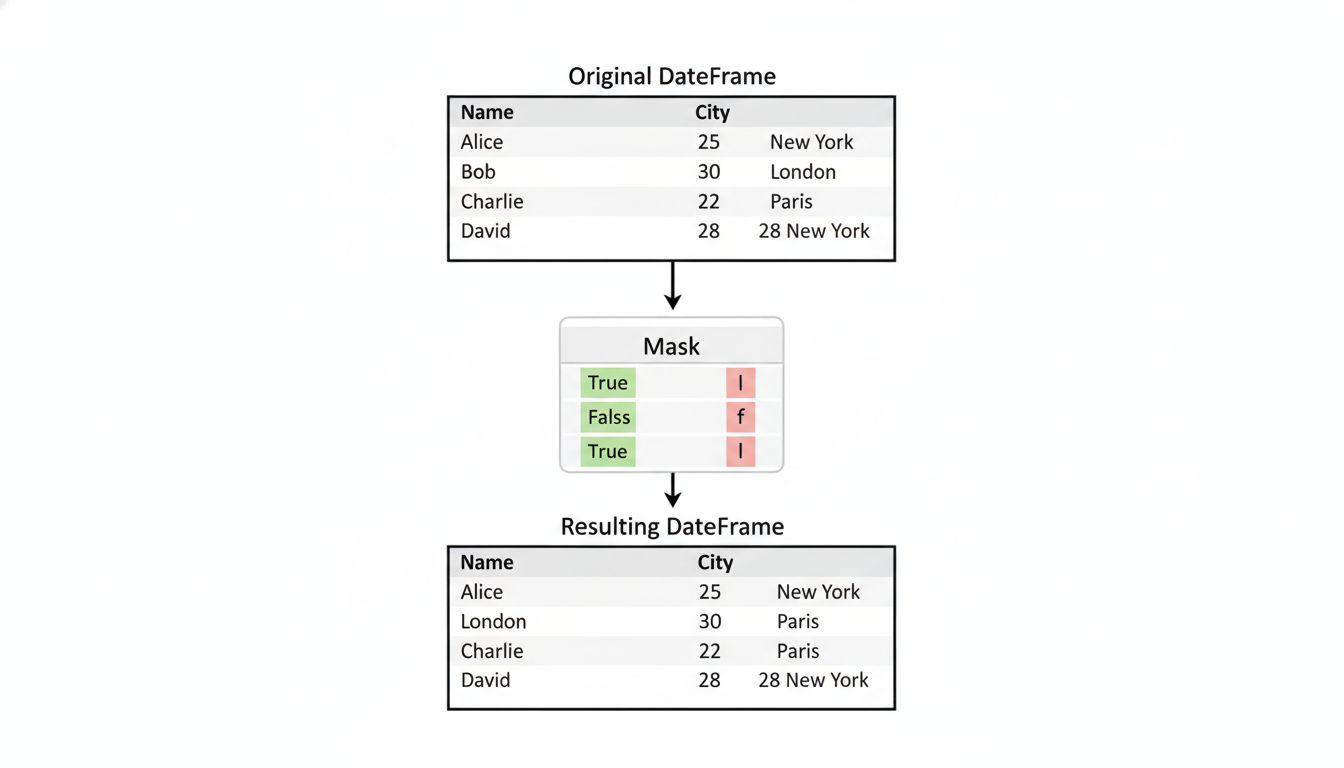 Original DateFrame
Name City
Alice 25 New York
Bob 30 London
Charlie 22 Paris
David 28 28 New York
Mask
True l
Falss f
True l
Resulting DateFrame
Name City
Alice 25 New York
London 30 Paris
Charlie 22 Paris
David 28 28 New York